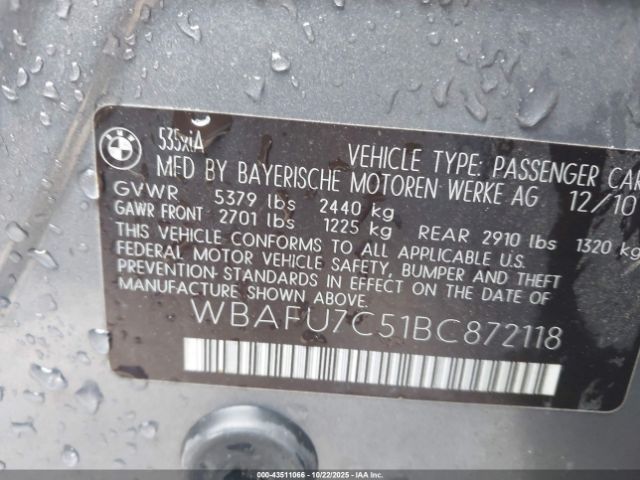 BMW
535xiA
VEHICLE TYPE: PASSENGER CAR
MFD BY BAYERISCHE MOTOREN WERKE AG 12/10
GVWR 5379 lbs 2440 kg
GAWR FRONT 2701 lbs 1225 kg REAR 2910 lbs 1320 kg
THIS VEHICLE CONFORMS TO ALL APPLICABLE U.S.
FEDERAL MOTOR VEHICLE SAFETY, BUMPER AND THEFT
PREVENTION-STANDARDS IN EFFECT ON THE DATE OF
MANUFACTURE SHOWN ABOVE.
WBAFU7C51BC872118
000-43511066 - 10/22/2025 - IAAI.COM